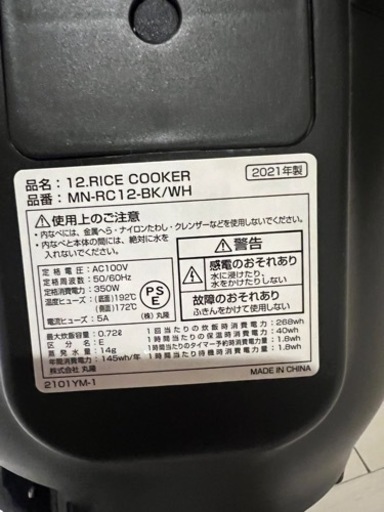 品名：12.RICE COOKER
品番：MN-RC12-BK/WH
2021年製
⚠使用上のご注意
・内なべには、金属へら・ナイロンたわし・クレンザーなどを使用しないでください。
・内なべと本体の間には、絶対に水を入れないでください。
定格電圧：AC100V
定格周波数：50/60Hz
定格消費電力：350W
温度ヒューズ：(底面)192℃
(側面)172℃
電流ヒューズ：5A
PS
E
(株)丸隆
⚠警告
感電のおそれあり
水に浸けたり、
水をかけたりしない
故障のおそれあり
ふきんをかけて使用しない
最大炊飯容量：0.72ℓ
区分名：E
蒸発水量：14g
年間消費電力：145wh/年
株式会社 丸隆
1回当たりの炊飯時消費電力：268wh
1時間当たりの保温時消費電力：40wh
1時間当たりのタイマー予約時消費電力：1.8wh
1時間当たり待機時消費電力：1.8wh
2101YM-1
MADE IN CHINA